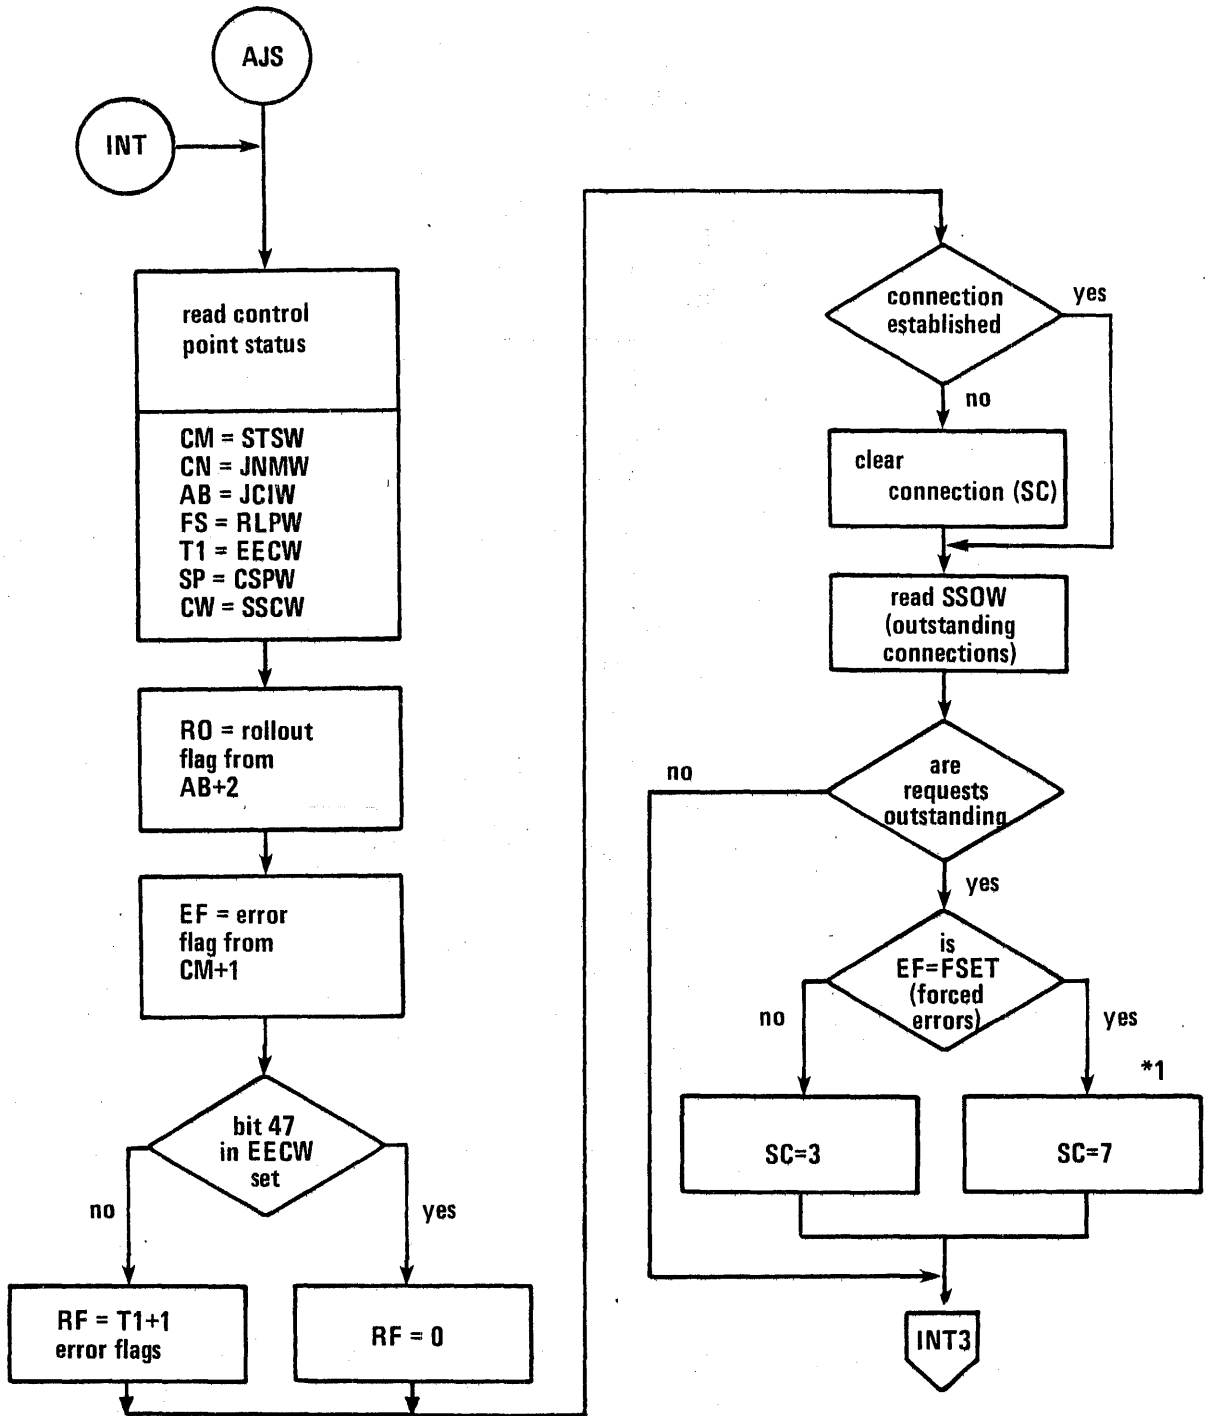 AJS
INT
read control
point status
CM = STSW
CN = JNMW
AB = JCIW
FS = RLPW
T1 = EECW
SP = CSPW
CW = SSCW
RO = rollout
flag from
AB+2
EF = error
flag from
CM+1
bit 47
in EECW
set
no
yes
RF = T1+1
error flags
RF = 0
connection
established
yes
no
clear
connection (SC)
read SSOW
(outstanding
connections)
are
requests
outstanding
no
yes
is
EF=FSET
(forced
errors)
no
yes
*1
SC=3
SC=7
INT3